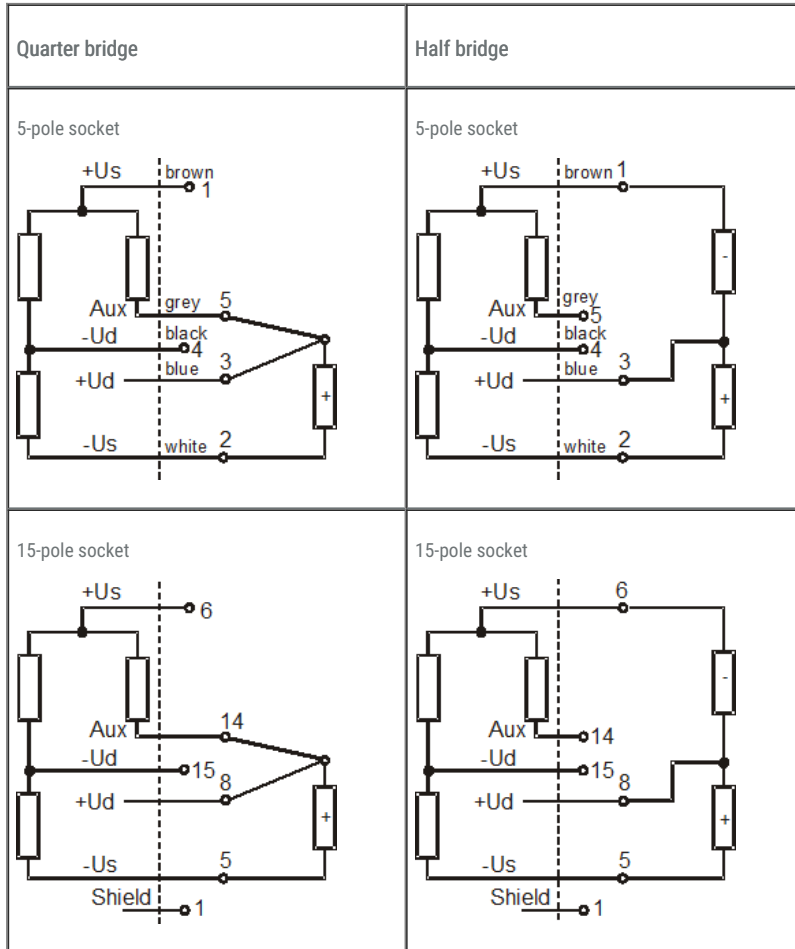 Quarter bridge
Half bridge
5-pole socket
+Us
brown
1
Aux
grey
5
-Ud
black
4
+Ud
blue
3
+
-Us
white
2
5-pole socket
+Us
brown
1
-
Aux
grey
5
-Ud
black
4
+Ud
blue
3
+
-Us
white
2
15-pole socket
+Us
6
Aux
14
-Ud
15
+Ud
8
+
-Us
5
Shield
1
15-pole socket
+Us
6
-
Aux
14
-Ud
15
+Ud
8
+
-Us
5
Shield
1